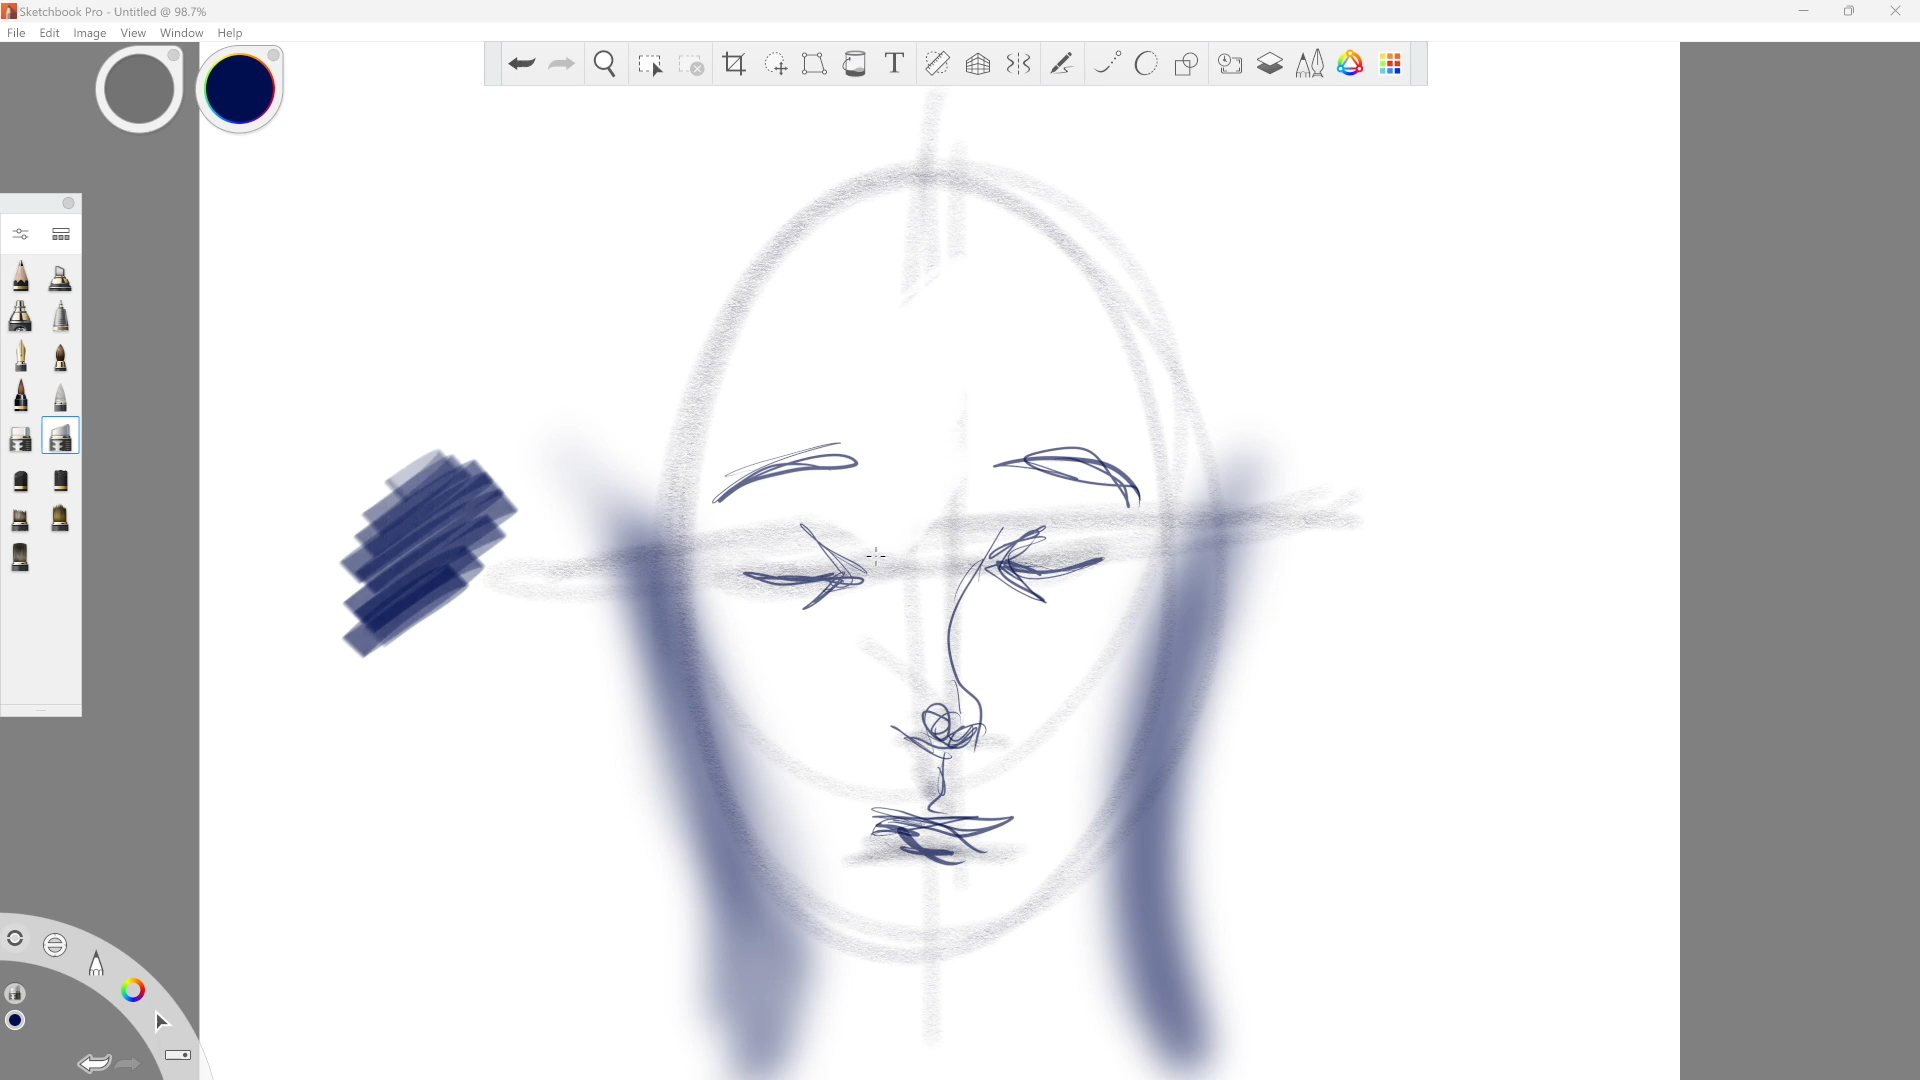 Sketchbook Pro - Untitled @ 98.7%
File Edit Image View Window Help
T